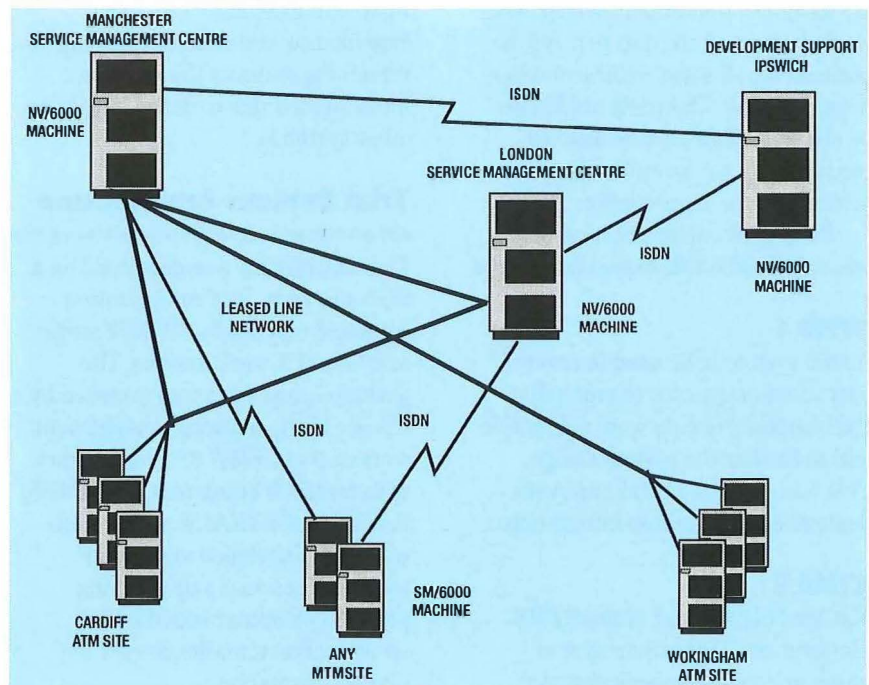 MANCHESTER
SERVICE MANAGEMENT CENTRE
NV/6000
MACHINE
ISDN
DEVELOPMENT SUPPORT
IPSWICH
NV/6000
MACHINE
LONDON
SERVICE MANAGEMENT CENTRE
NV/6000
MACHINE
ISDN
LEASED LINE
NETWORK
ISDN
ISDN
CARDIFF
ATM SITE
SM/6000
MACHINE
ANY
MTMSITE
WOKINGHAM
ATM SITE